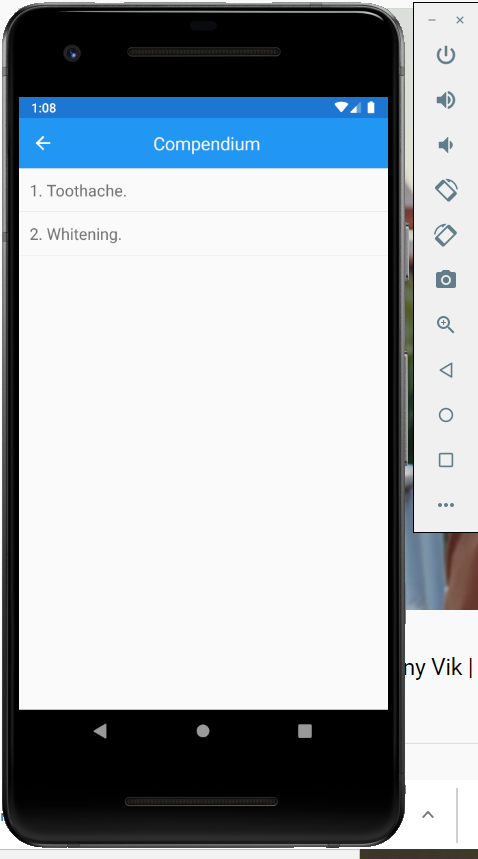 1:08
Compendium
1. Toothache.
2. Whitening.
ny Vik |